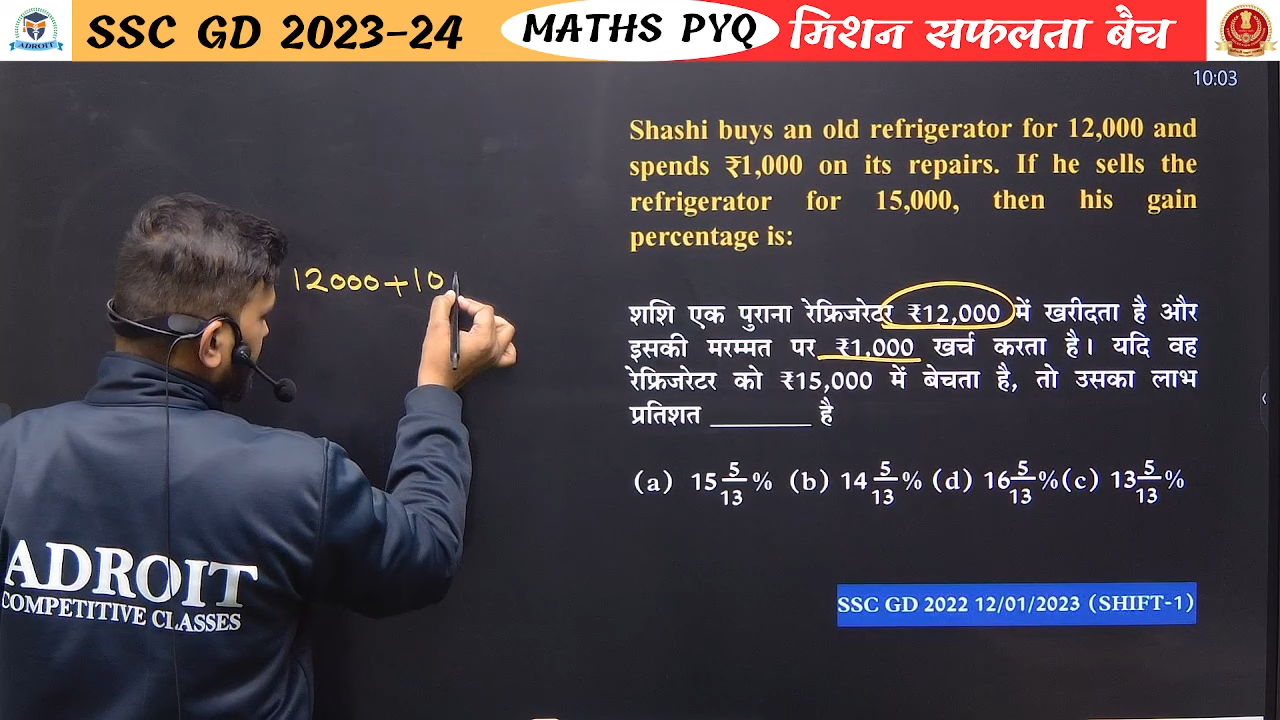 SSC GD 2023-24
MATHS PYQ
मिशन सफलता बैच
ADROIT
10:03
Shashi buys an old refrigerator for 12,000 and
spends ₹1,000 on its repairs. If he sells the
refrigerator for 15,000, then his gain
percentage is:
12000+10
शशि एक पुराना रेफ्रिजरेटर ₹12,000 में खरीदता है और
इसकी मरम्मत पर ₹1,000 खर्च करता है। यदि वह
रेफ्रिजरेटर को ₹15,000 में बेचता है, तो उसका लाभ
प्रतिशत ________ है
(a) 15 5/13 % (b) 14 5/13 % (d) 16 5/13 % (c) 13 5/13 %
SSC GD 2022 12/01/2023 (SHIFT-1)
ADROIT
COMPETITIVE CLASSES